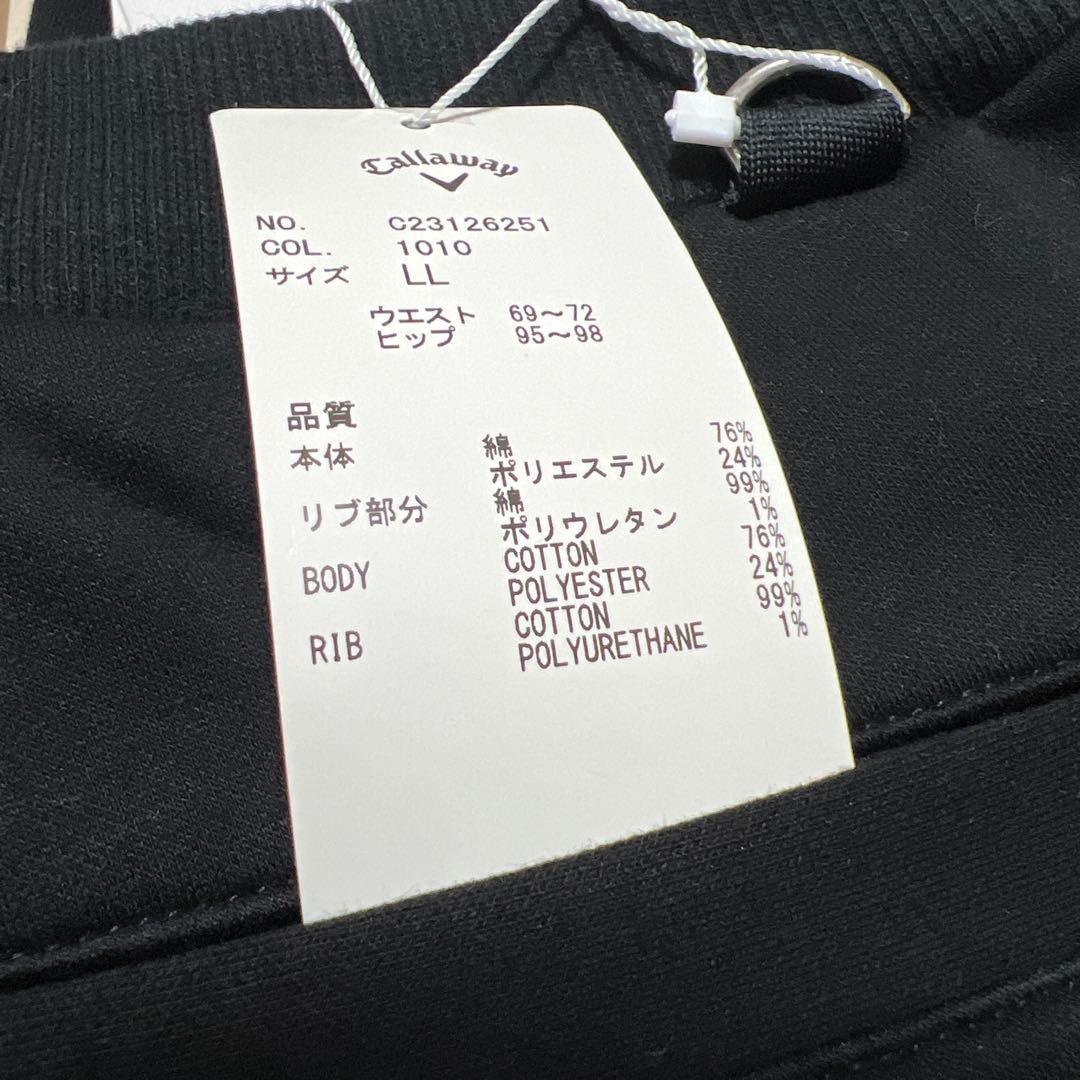 Callaway
NO. C23126251
COL. 1010
サイズ LL
ウエスト 69～72
ヒップ 95～98
品質
本体 綿 76%
ポリエステル 24%
リブ部分 綿 99%
ポリウレタン 1%
BODY COTTON 76%
POLYESTER 24%
RIB COTTON 99%
POLYURETHANE 1%